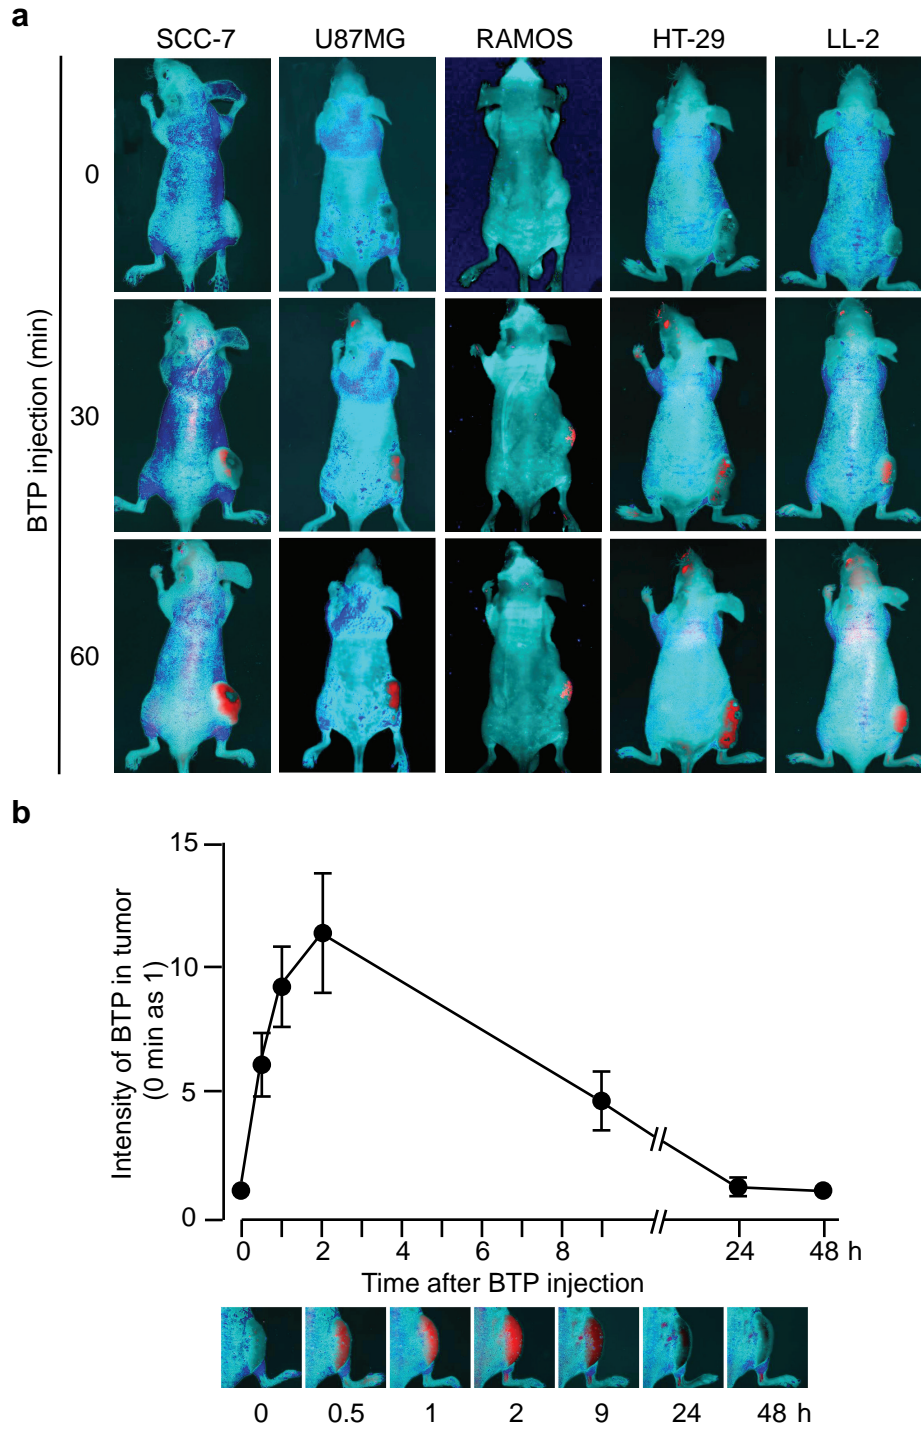 a
SCC-7 U87MG RAMOS HT-29 LL-2
BTP injection (min)
0
30
60
b
Intensity of BTP in tumor
(0 min as 1)
15
10
5
0
0 2 4 6 8 24 48 h
Time after BTP injection
0 0.5 1 2 9 24 48 h